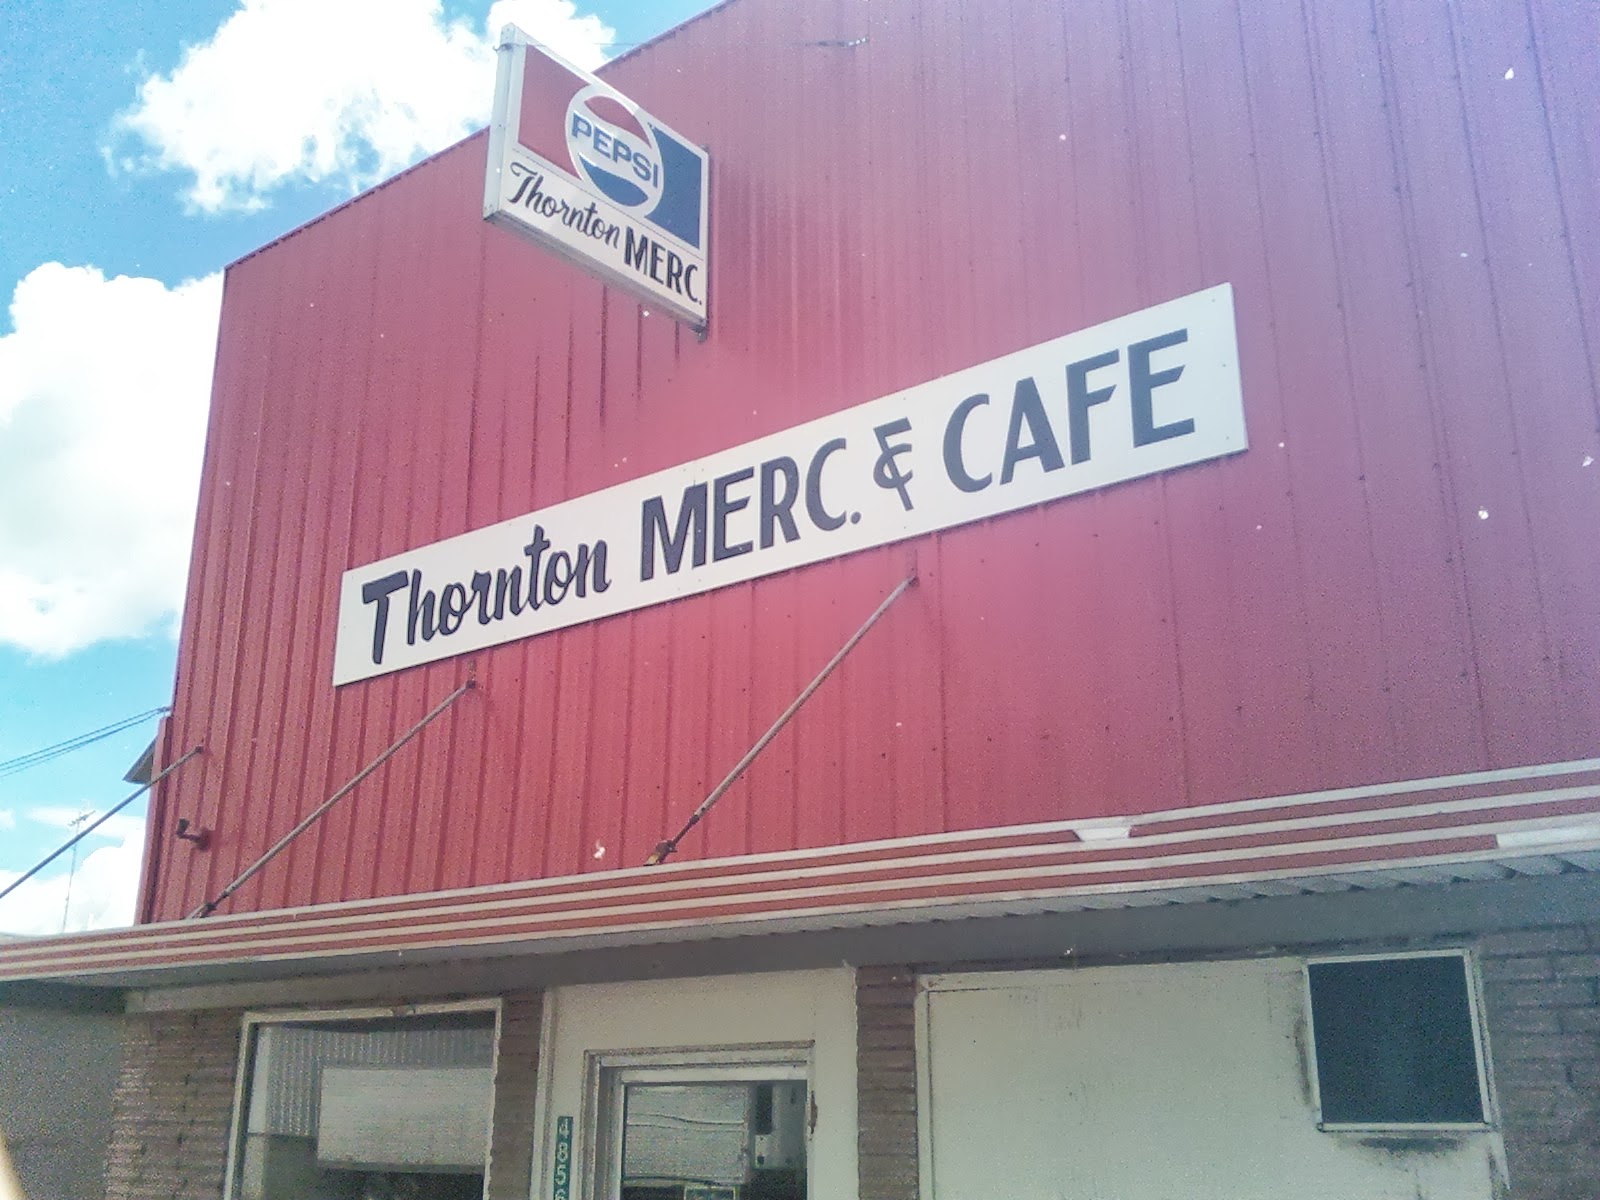 PEPSI
Thornton MERC.
Thornton MERC. & CAFE